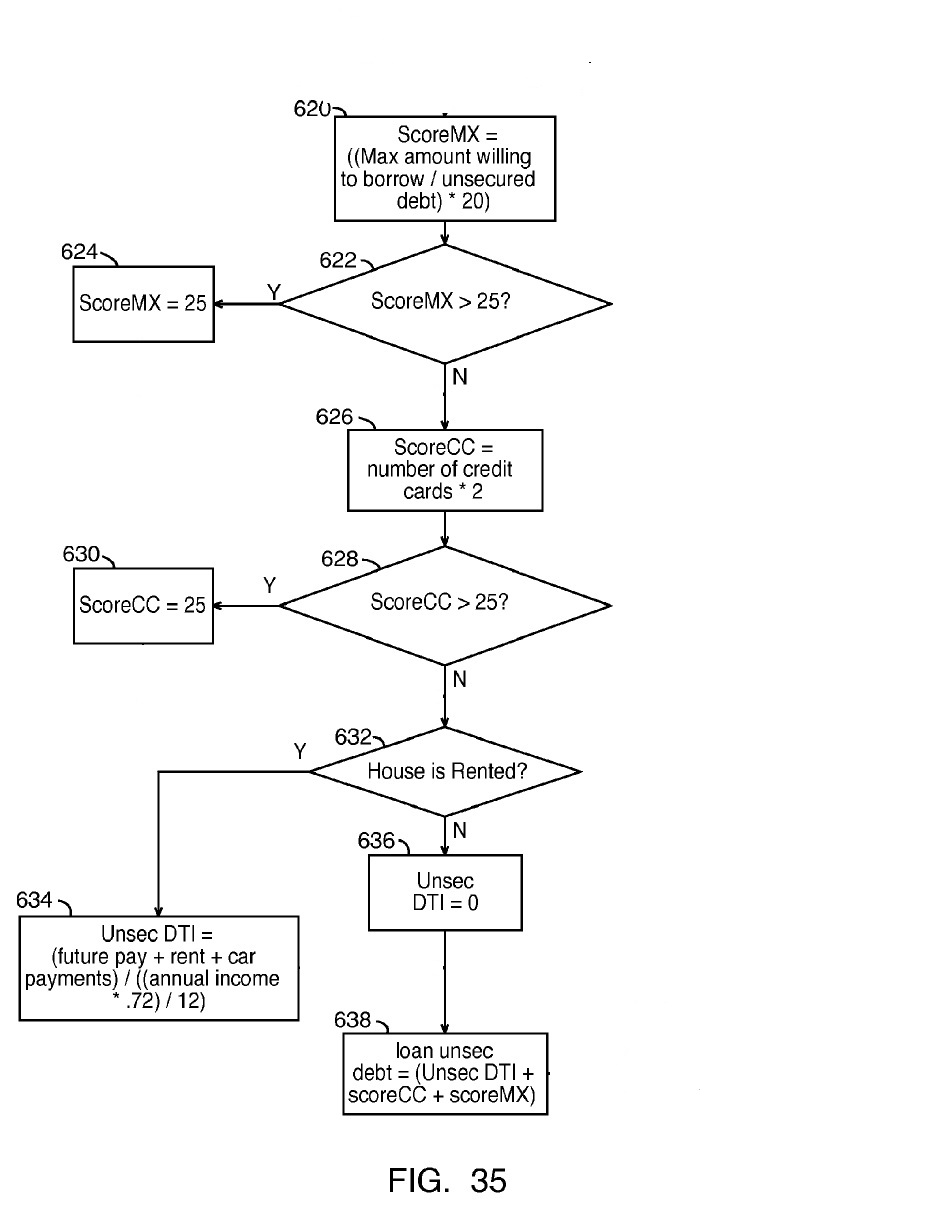 620
ScoreMX =
((Max amount willing
to borrow / unsecured
debt) * 20)
624
622
ScoreMX = 25
Y
ScoreMX > 25?
N
626
ScoreCC =
number of credit
cards * 2
630
628
ScoreCC = 25
Y
ScoreCC > 25?
N
632
Y
House is Rented?
N
636
Unsec
DTI = 0
634
Unsec DTI =
(future pay + rent + car
payments) / ((annual income
* .72) / 12)
638
loan unsec
debt = (Unsec DTI +
scoreCC + scoreMX)
FIG. 35